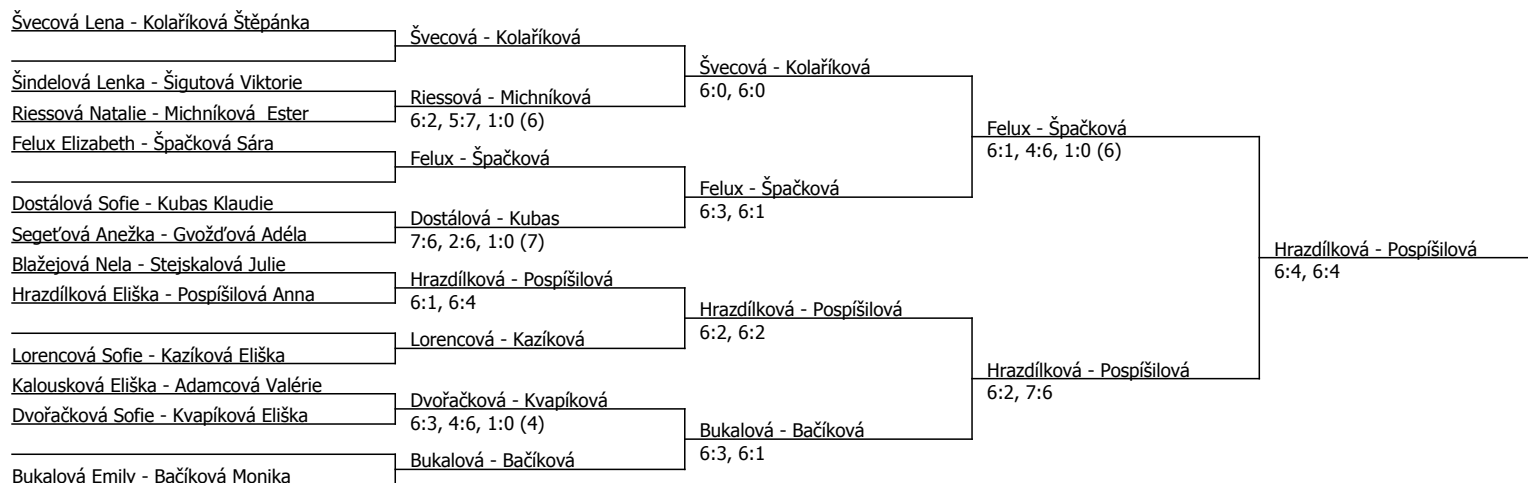 Švecová Lena - Kolaříková Štěpánka
Šindelová Lenka - Šigutová Viktorie
Riessová Natalie - Michníková  Ester
Felux Elizabeth - Špačková Sára
Dostálová Sofie - Kubas Klaudie
Segeťová Anežka - Gvožďová Adéla
Blažejová Nela - Stejskalová Julie
Hrazdílková Eliška - Pospíšilová Anna
Lorencová Sofie - Kazíková Eliška
Kalousková Eliška - Adamcová Valérie
Dvořačková Sofie - Kvapíková Eliška
Bukalová Emily - Bačíková Monika
Švecová - Kolaříková
Riessová - Michníková
6:2, 5:7, 1:0 (6)
Felux - Špačková
Dostálová - Kubas
7:6, 2:6, 1:0 (7)
Hrazdílková - Pospíšilová
6:1, 6:4
Lorencová - Kazíková
Dvořačková - Kvapíková
6:3, 4:6, 1:0 (4)
Bukalová - Bačíková
Švecová - Kolaříková
6:0, 6:0
Felux - Špačková
6:3, 6:1
Hrazdílková - Pospíšilová
6:2, 6:2
Bukalová - Bačíková
6:3, 6:1
Felux - Špačková
6:1, 4:6, 1:0 (6)
Hrazdílková - Pospíšilová
6:2, 7:6
Hrazdílková - Pospíšilová
6:4, 6:4